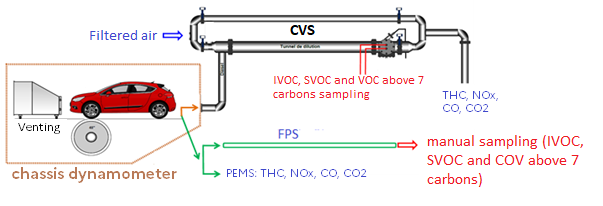 CVS
Filtered air
Tunnel de dilution
IVOC, SVOC and VOC above 7
carbons sampling
THC, NOx,
CO, CO2
Venting
48"
chassis dynamometer
FPS
manual sampling (IVOC,
SVOC and COV above 7
carbons)
PEMS: THC, NOx, CO, CO2